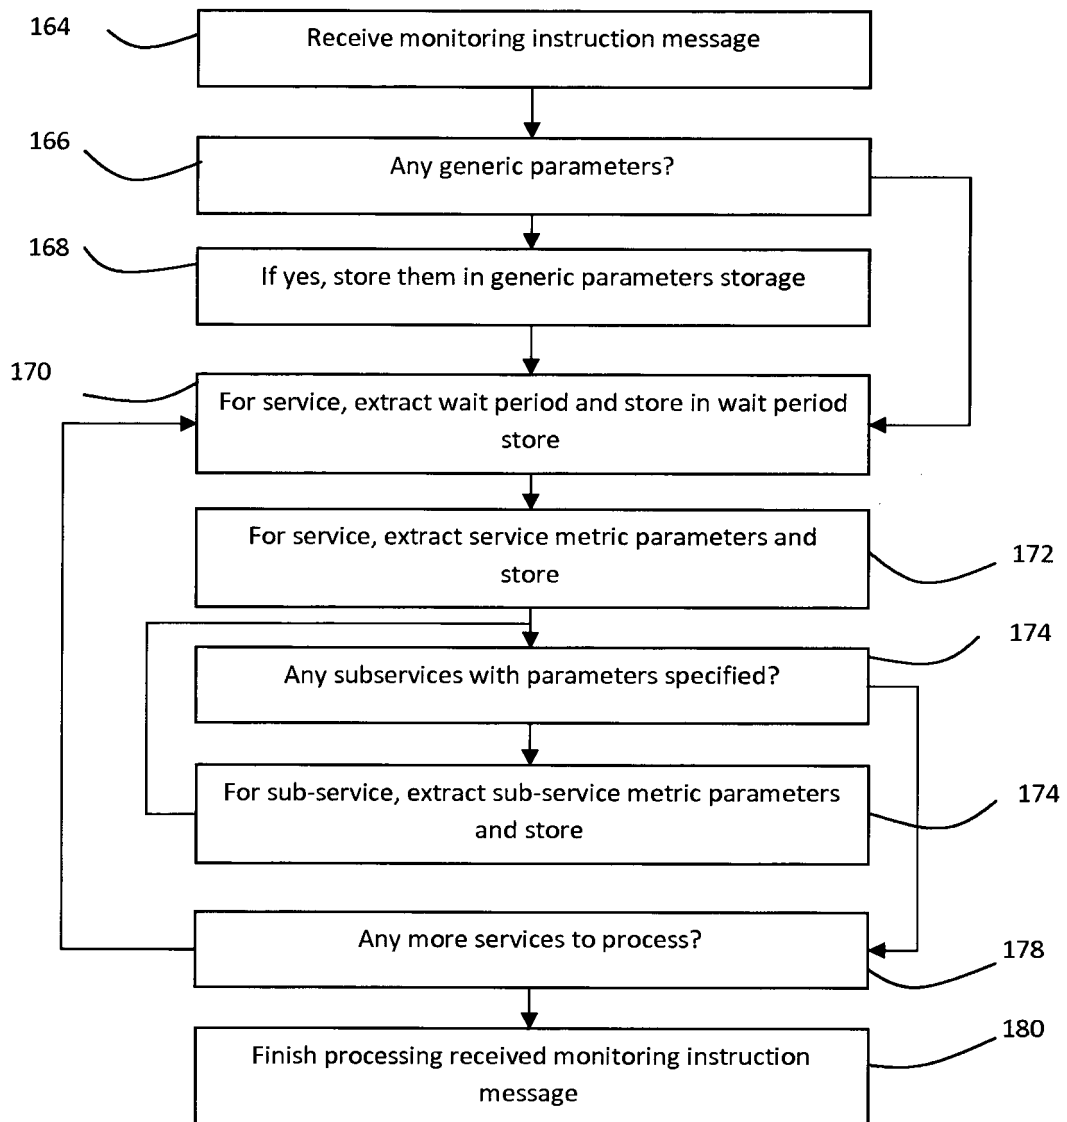 164
Receive monitoring instruction message
166
Any generic parameters?
168
If yes, store them in generic parameters storage
170
For service, extract wait period and store in wait period
store
For service, extract service metric parameters and
store
172
174
Any subservices with parameters specified?
For sub-service, extract sub-service metric parameters
and store
174
Any more services to process?
178
180
Finish processing received monitoring instruction
message